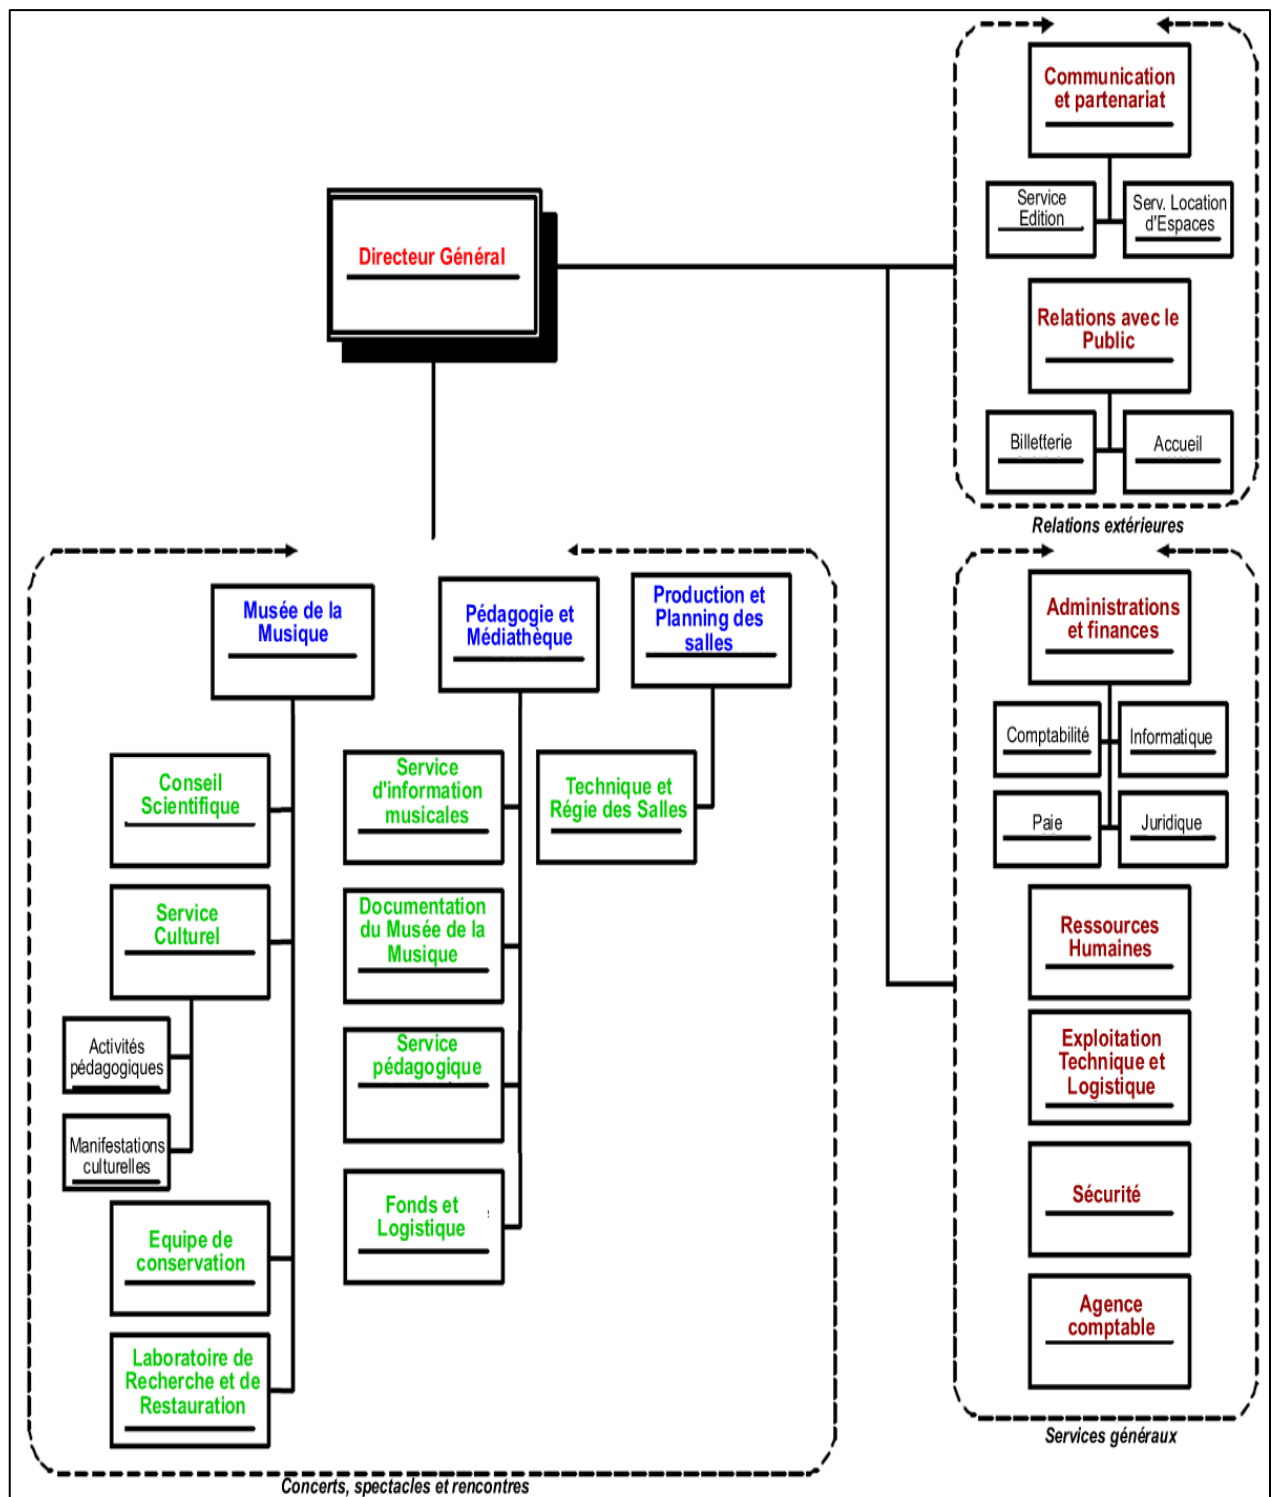 Directeur Général
Communication
et partenariat
Service
Edition
Serv. Location
d'Espaces
Relations avec le
Public
Billetterie
Accueil
Relations extérieures
Musée de la
Musique
Pédagogie et
Médiathèque
Production et
Planning des
salles
Conseil
Scientifique
Service
Culturel
Activités
pédagogiques
Manifestations
culturelles
Equipe de
conservation
Laboratoire de
Recherche et de
Restauration
Service
d'information
musicales
Documentation
du Musée de la
Musique
Service
pédagogique
Fonds et
Logistique
Technique et
Régie des Salles
Concerts, spectacles et rencontres
Administrations
et finances
Comptabilité
Informatique
Paie
Juridique
Ressources
Humaines
Exploitation
Technique et
Logistique
Sécurité
Agence
comptable
Services généraux